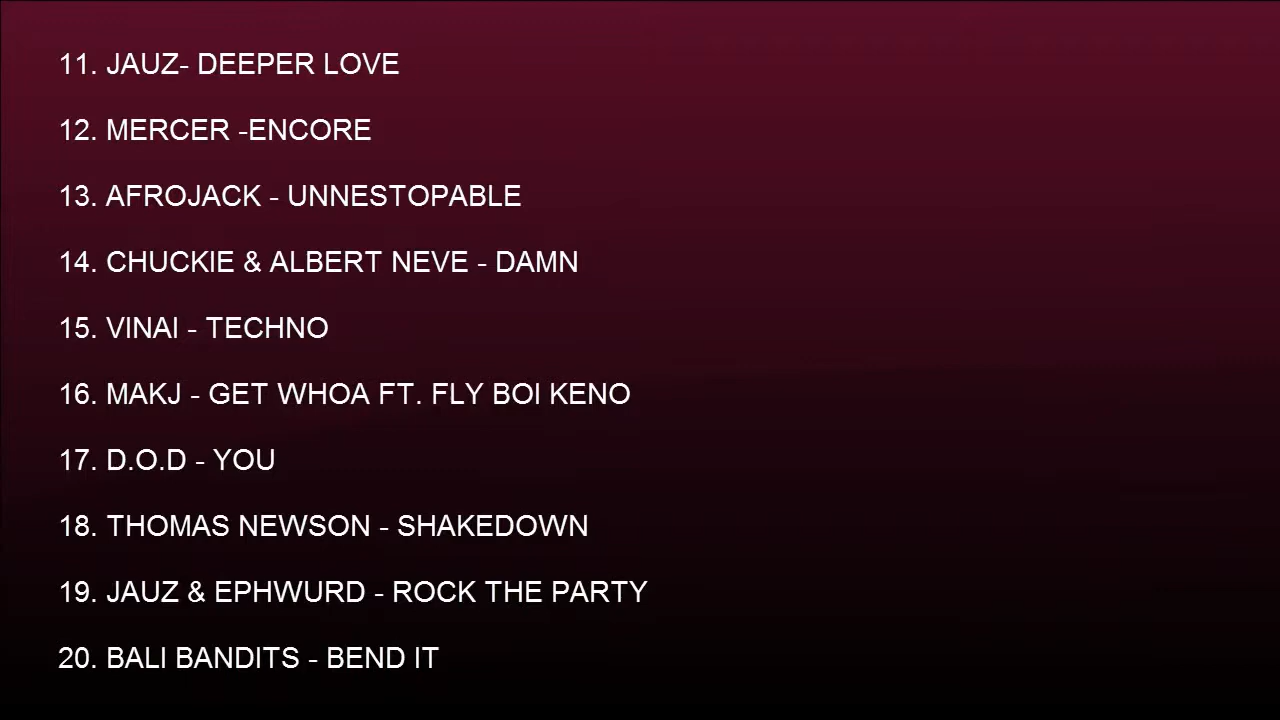 11. JAUZ- DEEPER LOVE
12. MERCER -ENCORE
13. AFROJACK - UNNESTOPABLE
14. CHUCKIE & ALBERT NEVE - DAMN
15. VINAI - TECHNO
16. MAKJ - GET WHOA FT. FLY BOI KENO
17. D.O.D - YOU
18. THOMAS NEWSON - SHAKEDOWN
19. JAUZ & EPHWURD - ROCK THE PARTY
20. BALI BANDITS - BEND IT